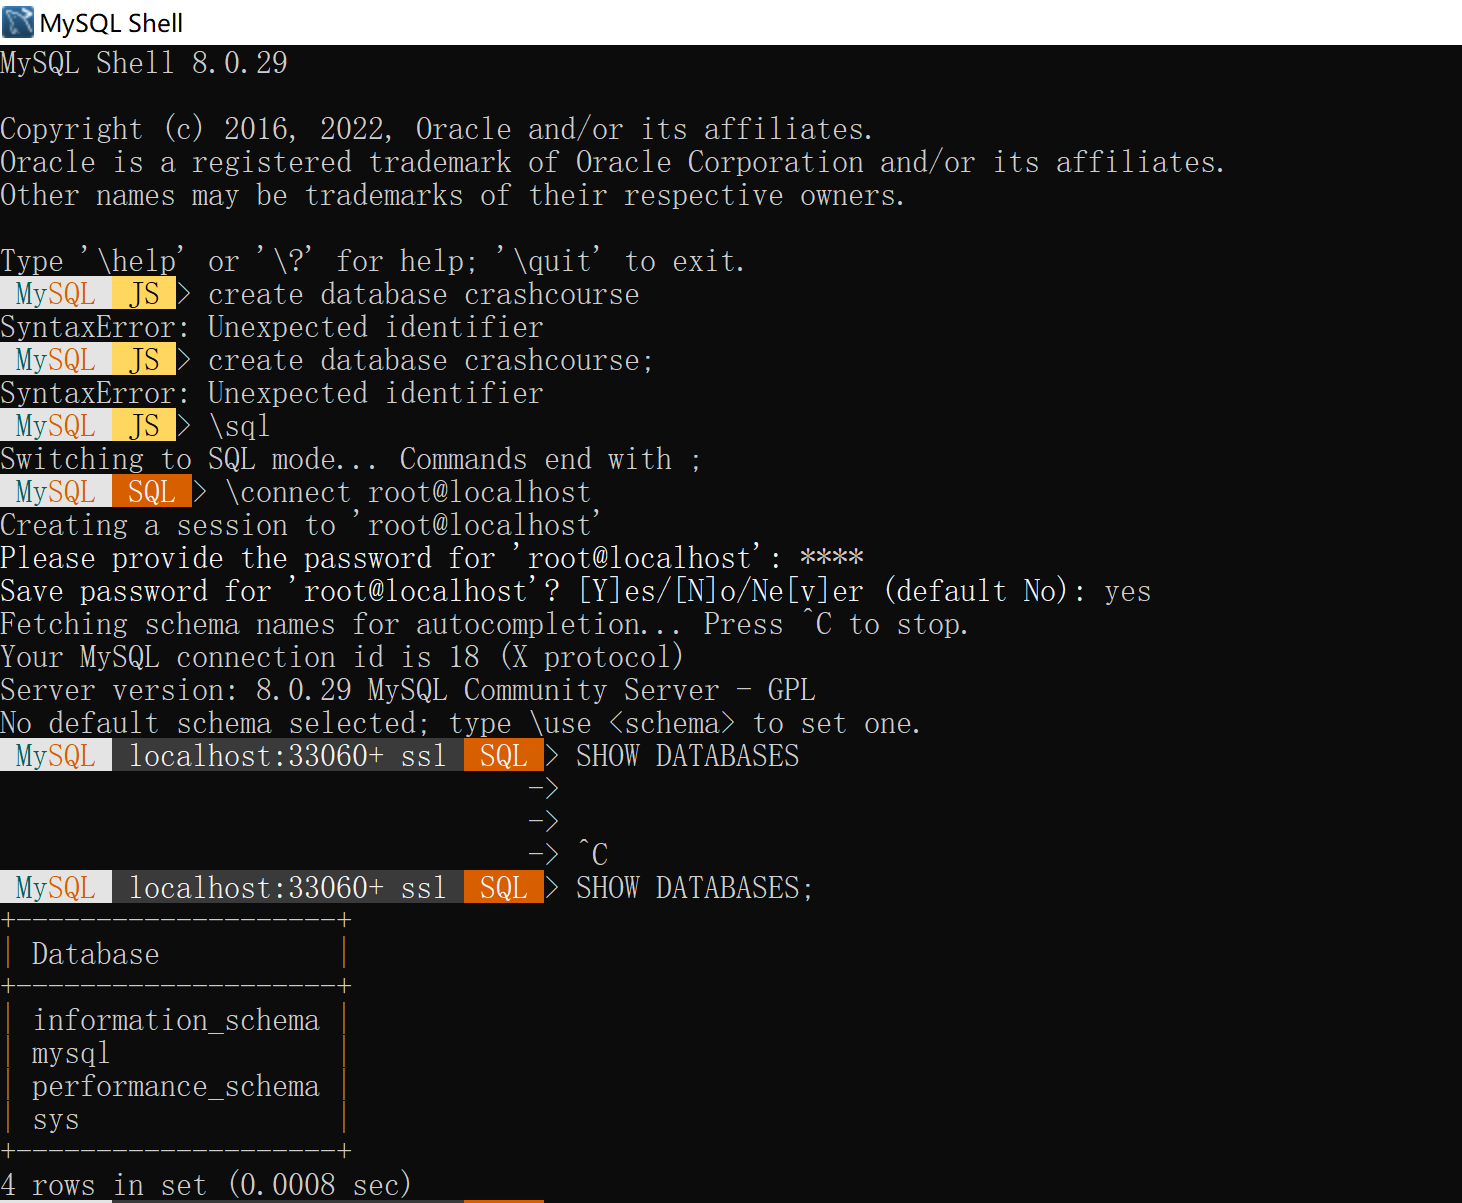 MySQL Shell
MySQL Shell 8.0.29
Copyright (c) 2016, 2022, Oracle and/or its affiliates.
Oracle is a registered trademark of Oracle Corporation and/or its affiliates.
Other names may be trademarks of their respective owners.
Type '\help' or '\?' for help; '\quit' to exit.
MySQL JS > create database crashcourse
SyntaxError: Unexpected identifier
MySQL JS > create database crashcourse;
SyntaxError: Unexpected identifier
MySQL JS > \sql
Switching to SQL mode... Commands end with ;
MySQL SQL > \connect root@localhost
Creating a session to 'root@localhost'
Please provide the password for 'root@localhost': ****
Save password for 'root@localhost'? [Y]es/[N]o/Ne[v]er (default No): yes
Fetching schema names for autocompletion... Press ^C to stop.
Your MySQL connection id is 18 (X protocol)
Server version: 8.0.29 MySQL Community Server - GPL
No default schema selected; type \use <schema> to set one.
MySQL localhost:33060+ ssl SQL > SHOW DATABASES
->
->
-> ^C
MySQL localhost:33060+ ssl SQL > SHOW DATABASES;
+--------------------+
| Database           |
+--------------------+
| information_schema |
| mysql              |
| performance_schema |
| sys                |
+--------------------+
4 rows in set (0.0008 sec)